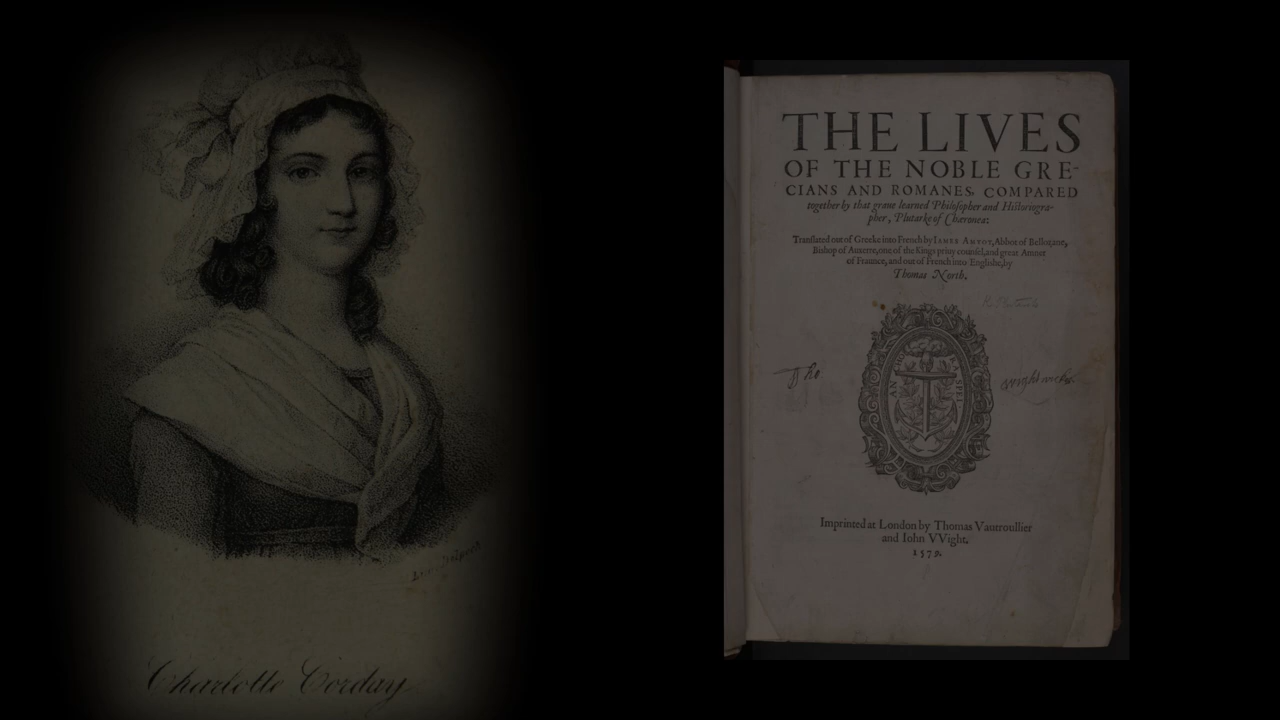 Charlotte Corday
THE LIVES
OF THE NOBLE GRE-
CIANS AND ROMANES, COMPARED
together by that graue learned Philosopher and Historiogra-
pher, Plutarke of Chæronea:
Translated out of Greeke into French by IAMES AMYOT, Abbot of Bellozane,
Bishop of Auxerre, one of the Kings priuy counsel, and great Amner
of Fraunce, and out of French into Englishe, by
Thomas North.
AN
SPEI
Tho
Imprinted at London by Thomas Vautroullier
and Iohn VVight.
1579.